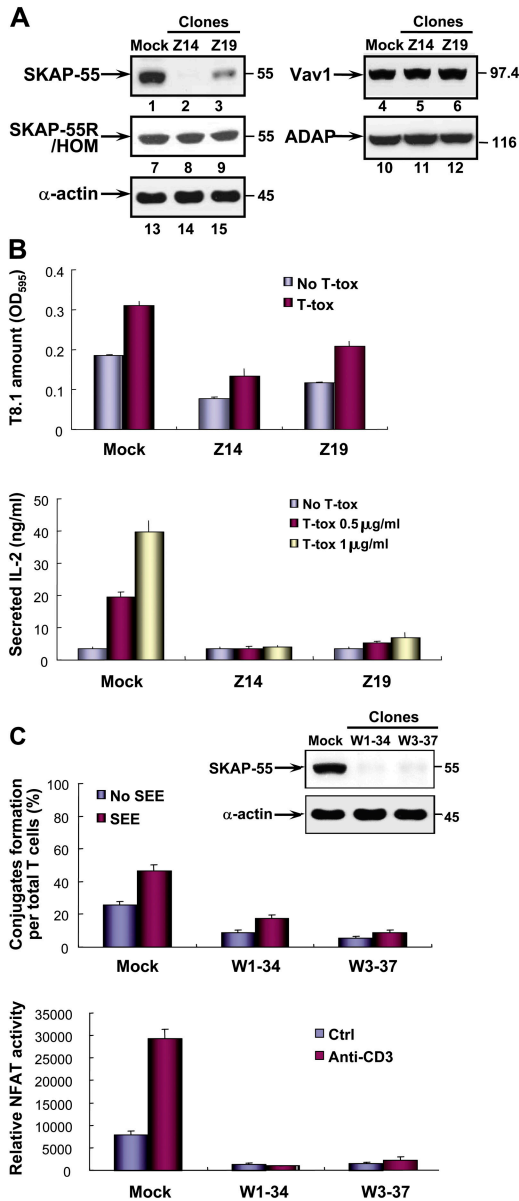 A
Clones
Mock Z14 Z19
SKAP-55 55
1 2 3
SKAP-55R
/HOM 55
7 8 9
α-actin 45
13 14 15
Mock Z14 Z19
Vav1 97.4
4 5 6
ADAP 116
10 11 12
B
T8.1 amount (OD595)
0.4
0.3
0.2
0.1
0
No T-tox
T-tox
Mock Z14 Z19
Secreted IL-2 (ng/ml)
50
40
30
20
10
0
No T-tox
T-tox 0.5 μg/ml
T-tox 1 μg/ml
Mock Z14 Z19
C
Clones
Mock W1-34 W3-37
SKAP-55 55
α-actin 45
Conjugates formation
per total T cells (%)
100
80
60
40
20
0
No SEE
SEE
Mock W1-34 W3-37
Relative NFAT activity
35000
30000
25000
20000
15000
10000
5000
0
Ctrl
Anti-CD3
Mock W1-34 W3-37